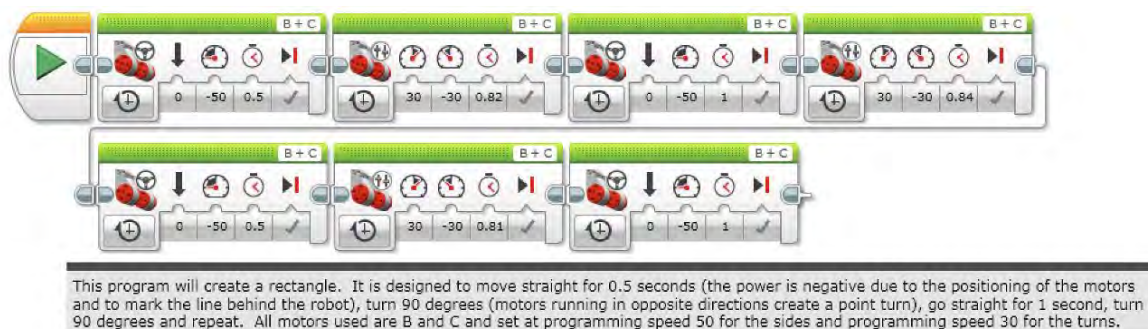 B + C B + C B + C B + C
0 -50 0.5 30 -30 0.82 0 -50 1 30 -30 0.84
B + C B + C B + C
0 -50 0.5 30 -30 0.81 0 -50 1
This program will create a rectangle. It is designed to move straight for 0.5 seconds (the power is negative due to the positioning of the motors
and to mark the line behind the robot), turn 90 degrees (motors running in opposite directions create a point turn), go straight for 1 second, turn
90 degrees and repeat. All motors used are B and C and set at programming speed 50 for the sides and programming speed 30 for the turns.